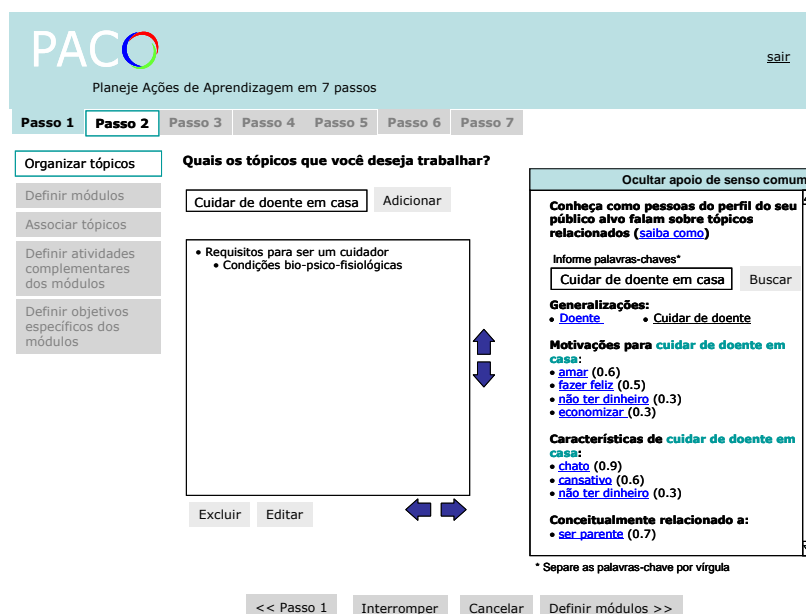 PACO
sair
Planeje Ações de Aprendizagem em 7 passos
Passo 1 Passo 2 Passo 3 Passo 4 Passo 5 Passo 6 Passo 7
Organizar tópicos
Definir módulos
Associar tópicos
Definir atividades
complementares
dos módulos
Definir objetivos
específicos dos
módulos
Quais os tópicos que você deseja trabalhar?
Cuidar de doente em casa Adicionar
• Requisitos para ser um cuidador
• Condições bio-psico-fisiológicas
Excluir Editar
Ocultar apoio de senso comum
Conheça como pessoas do perfil do seu
público alvo falam sobre tópicos
relacionados (saiba como)
Informe palavras-chaves*
Cuidar de doente em casa Buscar
Generalizações:
• Doente • Cuidar de doente
Motivações para cuidar de doente em
casa:
• amar (0.6)
• fazer feliz (0.5)
• não ter dinheiro (0.3)
• economizar (0.3)
Características de cuidar de doente em
casa:
• chato (0.9)
• cansativo (0.6)
• não ter dinheiro (0.3)
Conceitualmente relacionado a:
• ser parente (0.7)
* Separe as palavras-chave por vírgula
<< Passo 1 Interromper Cancelar Definir módulos >>